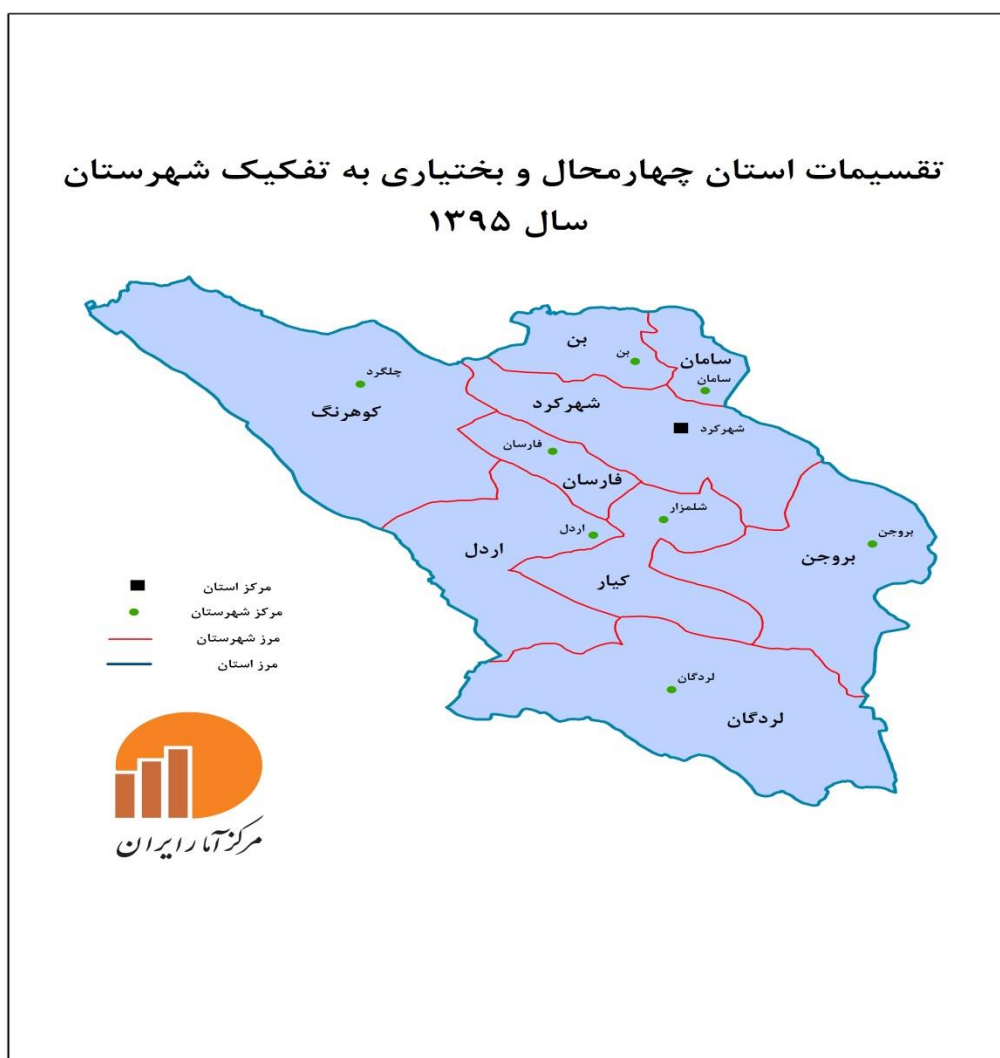 تقسیمات استان چهارمحال و بختیاری به تفکیک شهرستان
سال ۱۳۹۵
بن
بن
سامان
سامان
چلگرد
کوهرنگ
شهرکرد
شهرکرد
فارسان
فارسان
شلمزار
اردل
اردل
بروجن
بروجن
کیار
لردگان
لردگان
مرکز استان
مرکز شهرستان
مرز شهرستان
مرز استان
مرکز آمار ایران